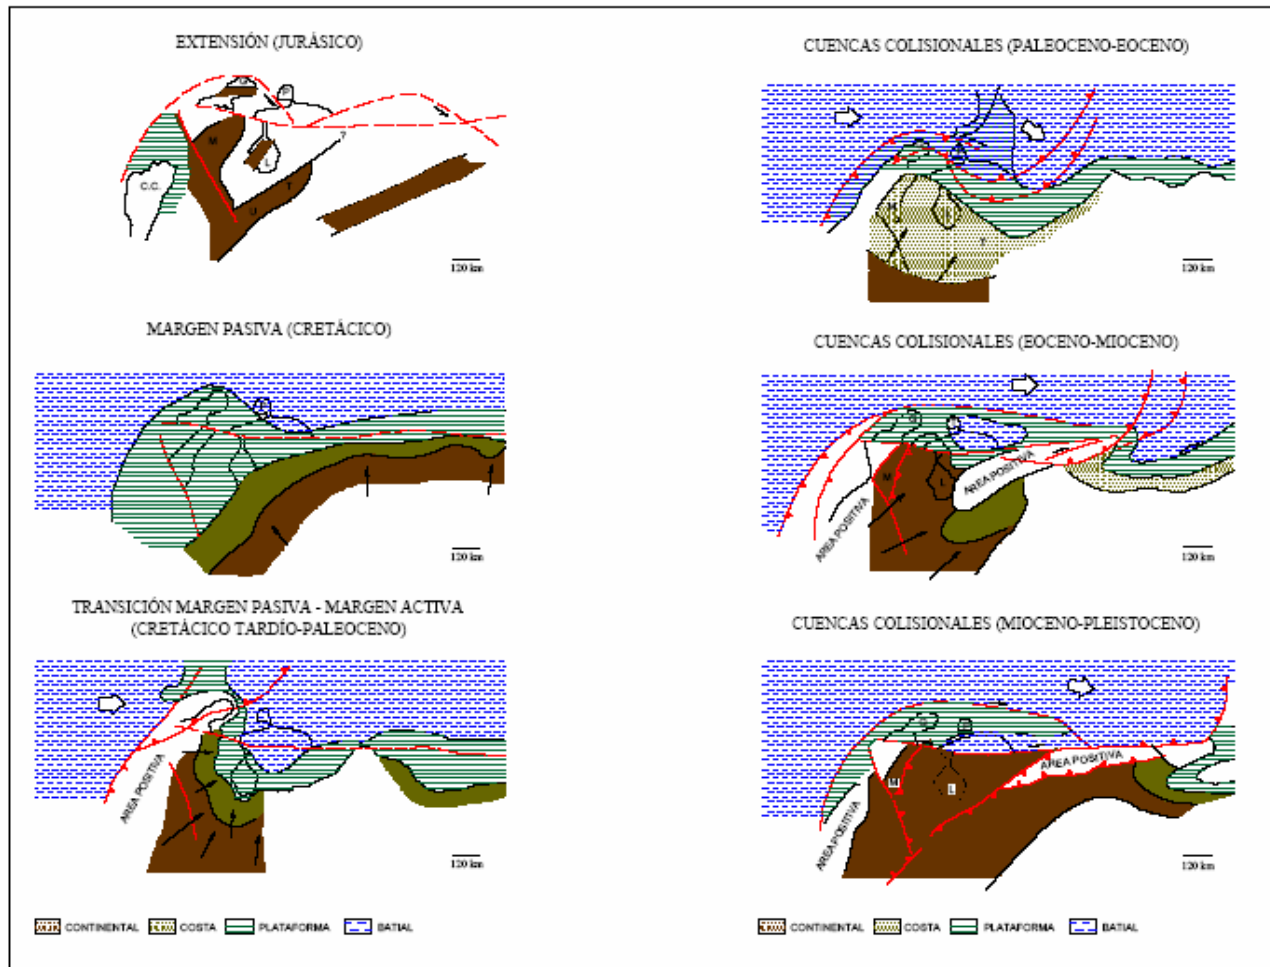 EXTENSIÓN (JURÁSICO)
G
P
M
L
?
C.C.
T
U
120 km
MARGEN PASIVA (CRETÁCICO)
120 km
TRANSICIÓN MARGEN PASIVA - MARGEN ACTIVA
(CRETÁCICO TARDÍO-PALEOCENO)
AREA POSITIVA
120 km
CONTINENTAL
COSTA
PLATAFORMA
BATIAL
CUENCAS COLISIONALES (PALEOCENO-EOCENO)
M
L
?
120 km
CUENCAS COLISIONALES (EOCENO-MIOCENO)
G
M
L
AREA POSITIVA
AREA POSITIVA
120 km
CUENCAS COLISIONALES (MIOCENO-PLEISTOCENO)
G
M
L
AREA POSITIVA
AREA POSITIVA
120 km
CONTINENTAL
COSTA
PLATAFORMA
BATIAL